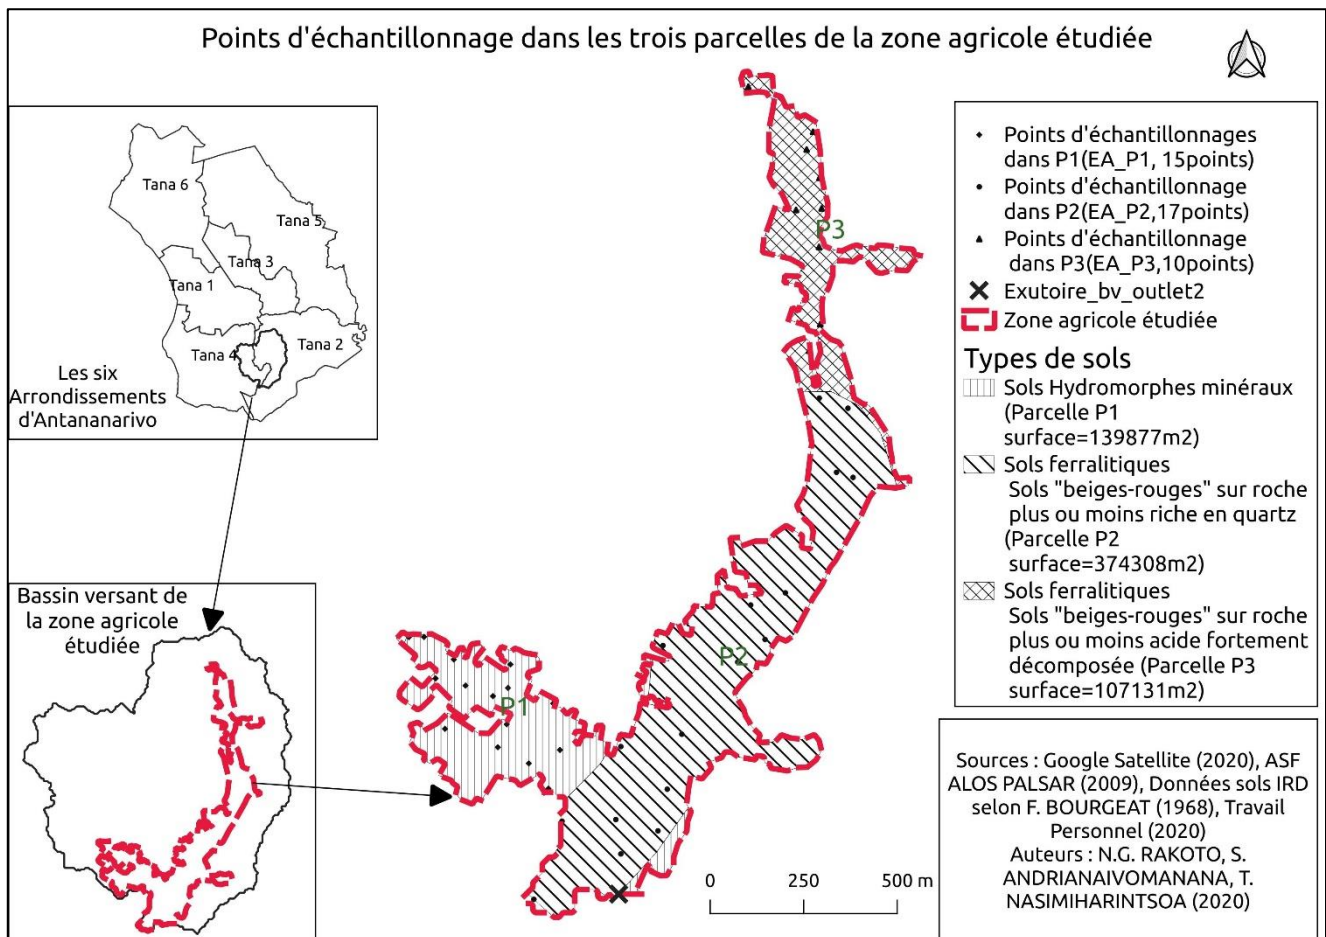 Points d'échantillonnage dans les trois parcelles de la zone agricole étudiée
Tana 6
Tana 5
Tana 3
Tana 1
Tana 2
Tana 4
Les six
Arrondissements
d'Antananarivo
Bassin versant de
la zone agricole
étudiée
P3
P2
P1
0 250 500 m
Points d'échantillonnages
dans P1(EA_P1, 15points)
Points d'échantillonnage
dans P2(EA_P2,17points)
Points d'échantillonnage
dans P3(EA_P3,10points)
Exutoire_bv_outlet2
Zone agricole étudiée
Types de sols
Sols Hydromorphes minéraux
(Parcelle P1
surface=139877m2)
Sols ferralitiques
Sols "beiges-rouges" sur roche
plus ou moins riche en quartz
(Parcelle P2
surface=374308m2)
Sols ferralitiques
Sols "beiges-rouges" sur roche
plus ou moins acide fortement
décomposée (Parcelle P3
surface=107131m2)
Sources : Google Satellite (2020), ASF
ALOS PALSAR (2009), Données sols IRD
selon F. BOURGEAT (1968), Travail
Personnel (2020)
Auteurs : N.G. RAKOTO, S.
ANDRIANAIVOMANANA, T.
NASIMIHARINTSOA (2020)